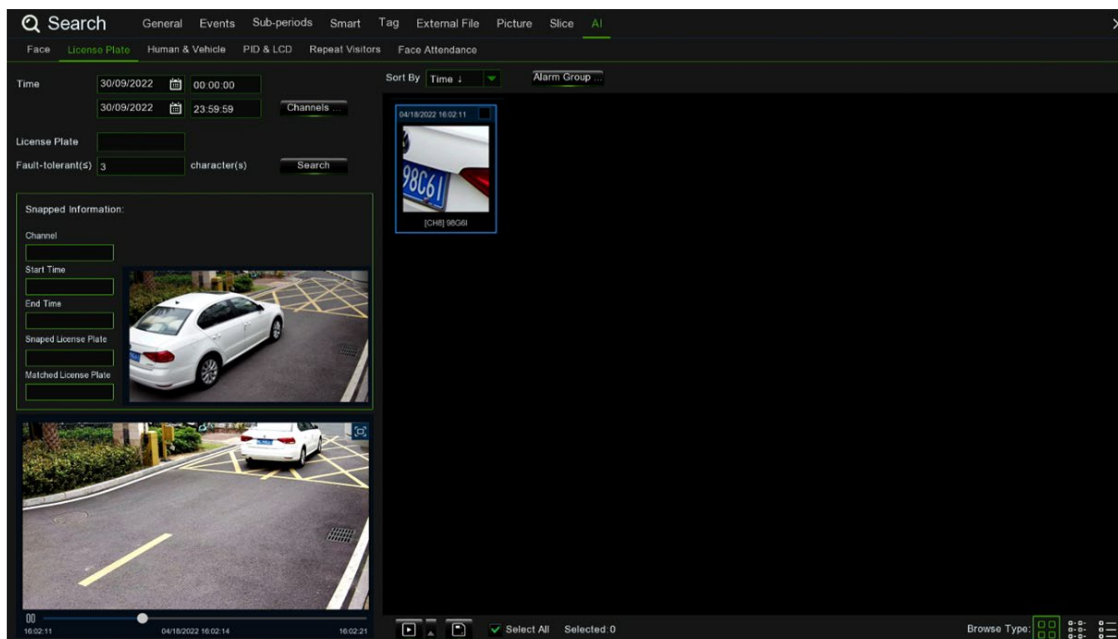 Search General Events Sub-periods Smart Tag External File Picture Slice AI
Face License Plate Human & Vehicle PID & LCD Repeat Visitors Face Attendance
Time 30/09/2022 00:00:00
30/09/2022 23:59:59 Channels ...
License Plate
Fault-tolerant(≤) 3 character(s) Search
Sort By Time ↓ Alarm Group ...
04/18/2022 16:02:11
98C61
[CH8] 98G6I
Snapped Information:
Channel
Start Time
End Time
Snaped License Plate
Matched License Plate
16:02:11 04/18/2022 16:02:14 16:02:21
Select All Selected:0 Browse Type: